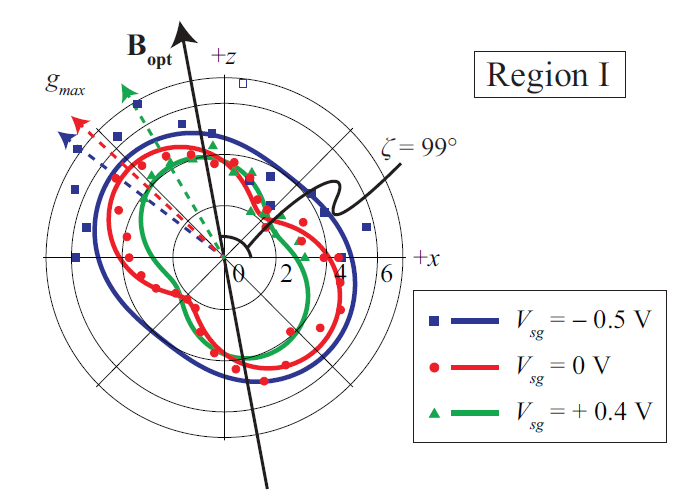 B_opt
+z
Region I
g_max
ζ = 99°
0 2 4 6 +x
V_sg = – 0.5 V
V_sg = 0 V
V_sg = + 0.4 V